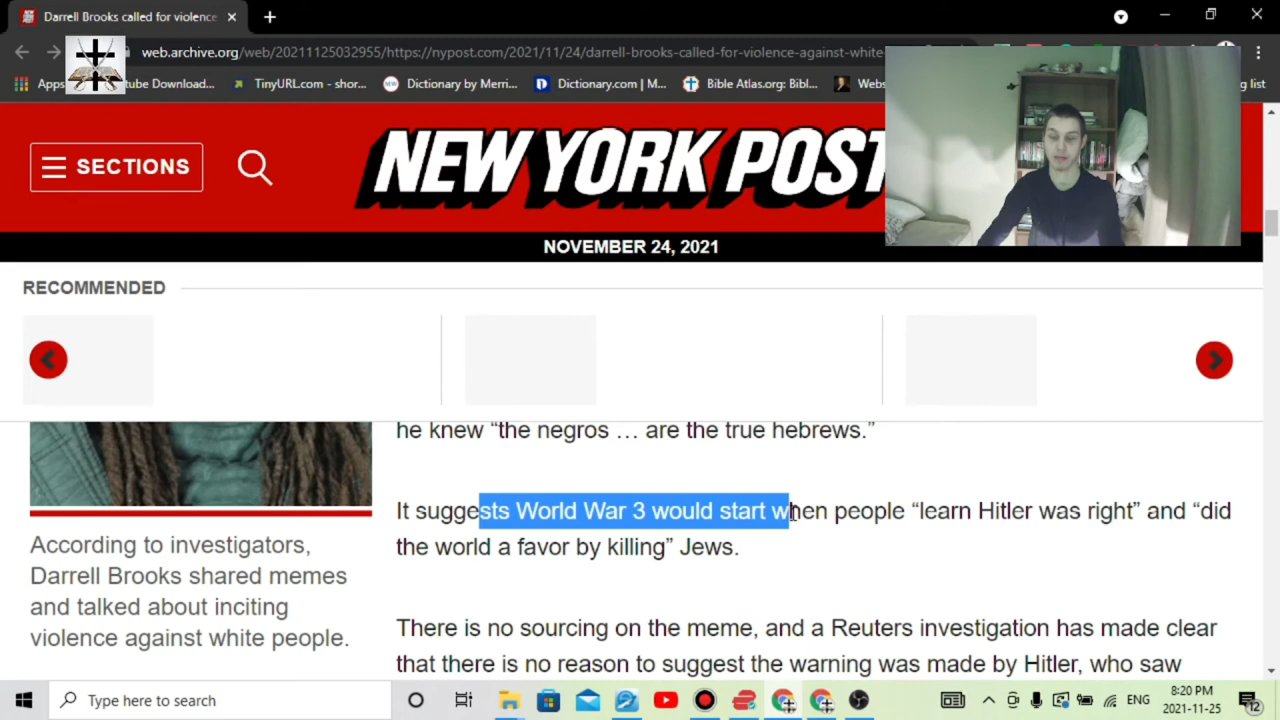 Darrell Brooks called for violence
web.archive.org/web/20211125032955/https://nypost.com/2021/11/24/darrell-brooks-called-for-violence-against-white
Apps
tube Downloa...
TinyURL.com - shor...
Dictionary by Merri...
Dictionary.com | M...
Bible Atlas.org: Bibl...
Webs
g list
SECTIONS
NEW YORK POST
NOVEMBER 24, 2021
RECOMMENDED
he knew “the negros … are the true hebrews.”
It suggests World War 3 would start when people “learn Hitler was right” and “did
the world a favor by killing” Jews.
According to investigators,
Darrell Brooks shared memes
and talked about inciting
violence against white people.
There is no sourcing on the meme, and a Reuters investigation has made clear
that there is no reason to suggest the warning was made by Hitler, who saw
Type here to search
ENG
8:20 PM
2021-11-25
12